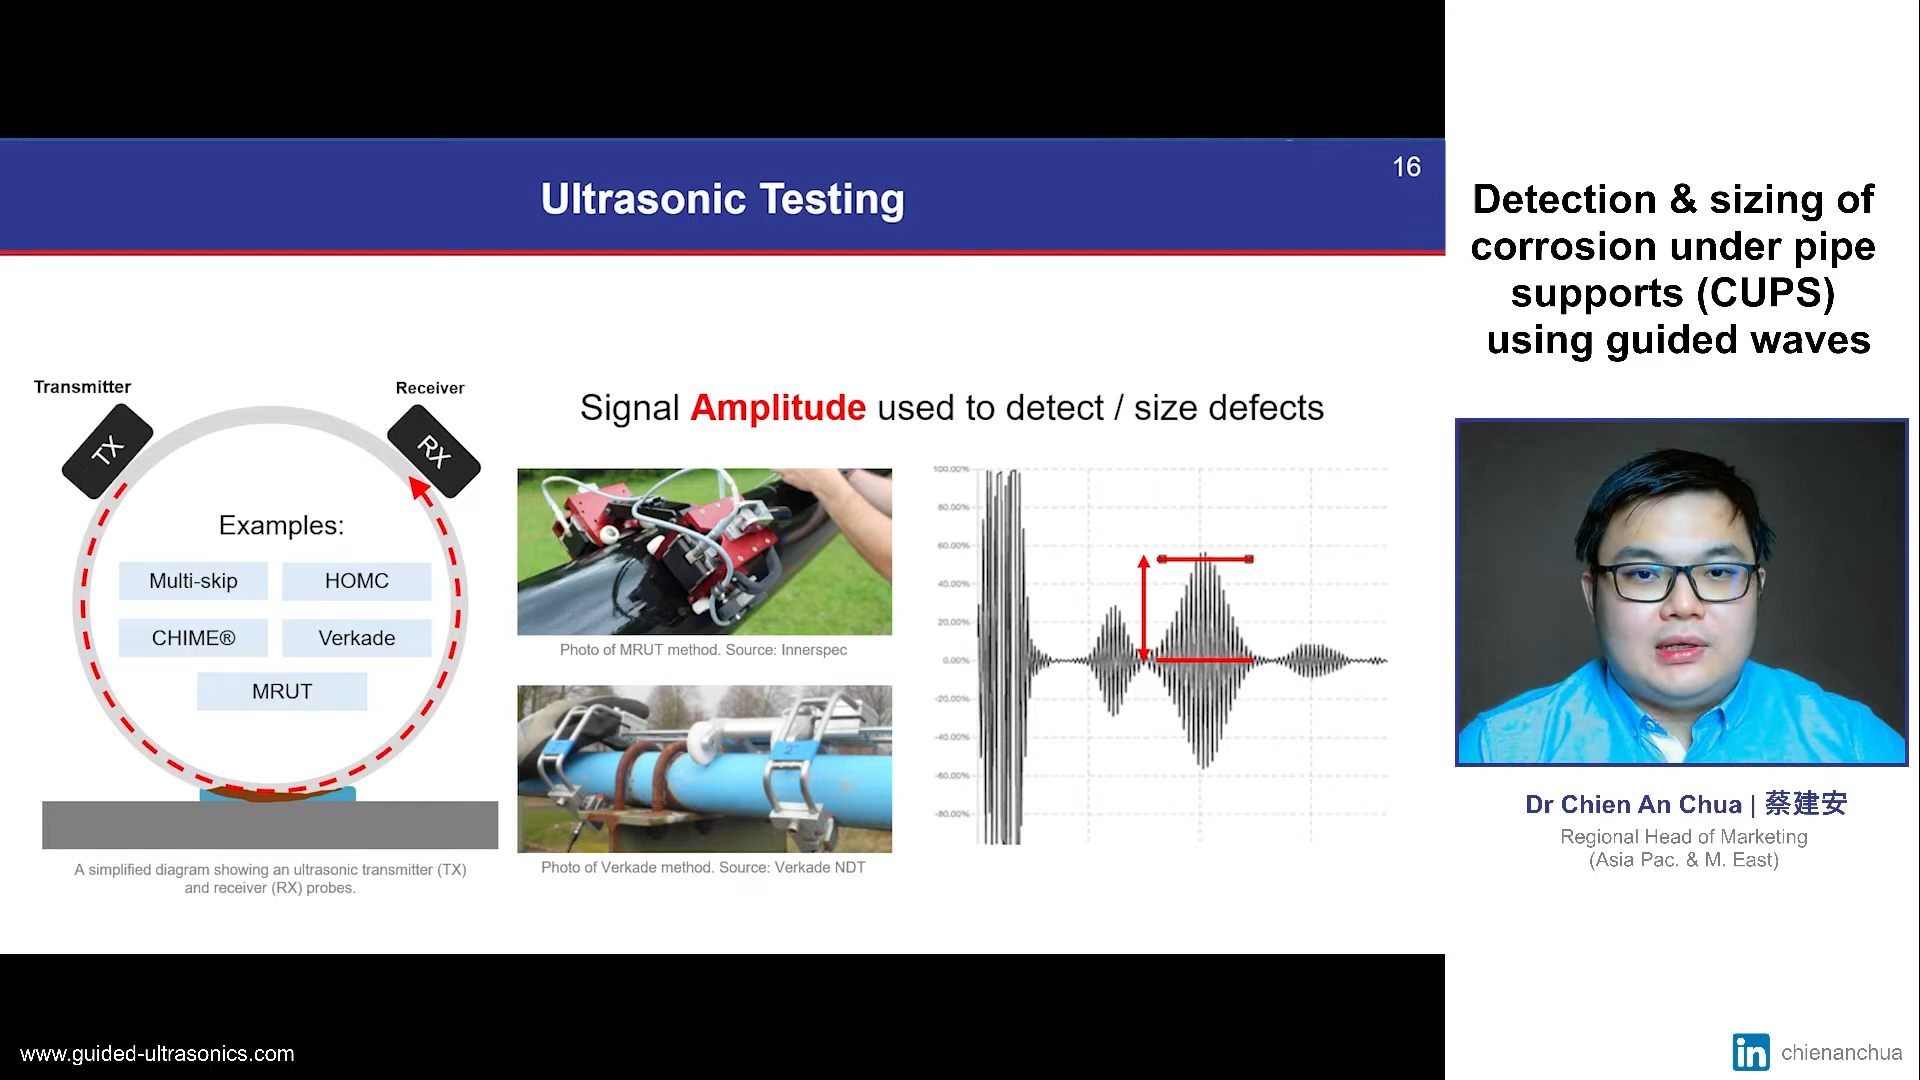 Ultrasonic Testing
16
Transmitter
Receiver
TX
RX
Examples:
Multi-skip
HOMC
CHIME®
Verkade
MRUT
A simplified diagram showing an ultrasonic transmitter (TX)
and receiver (RX) probes.
Signal Amplitude used to detect / size defects
Photo of MRUT method. Source: Innerspec
2"
Photo of Verkade method. Source: Verkade NDT
100.00%
80.00%
60.00%
40.00%
20.00%
0.00%
-20.00%
-40.00%
-60.00%
-80.00%
Detection & sizing of
corrosion under pipe
supports (CUPS)
using guided waves
Dr Chien An Chua | 蔡建安
Regional Head of Marketing
(Asia Pac. & M. East)
www.guided-ultrasonics.com
in chienanchua